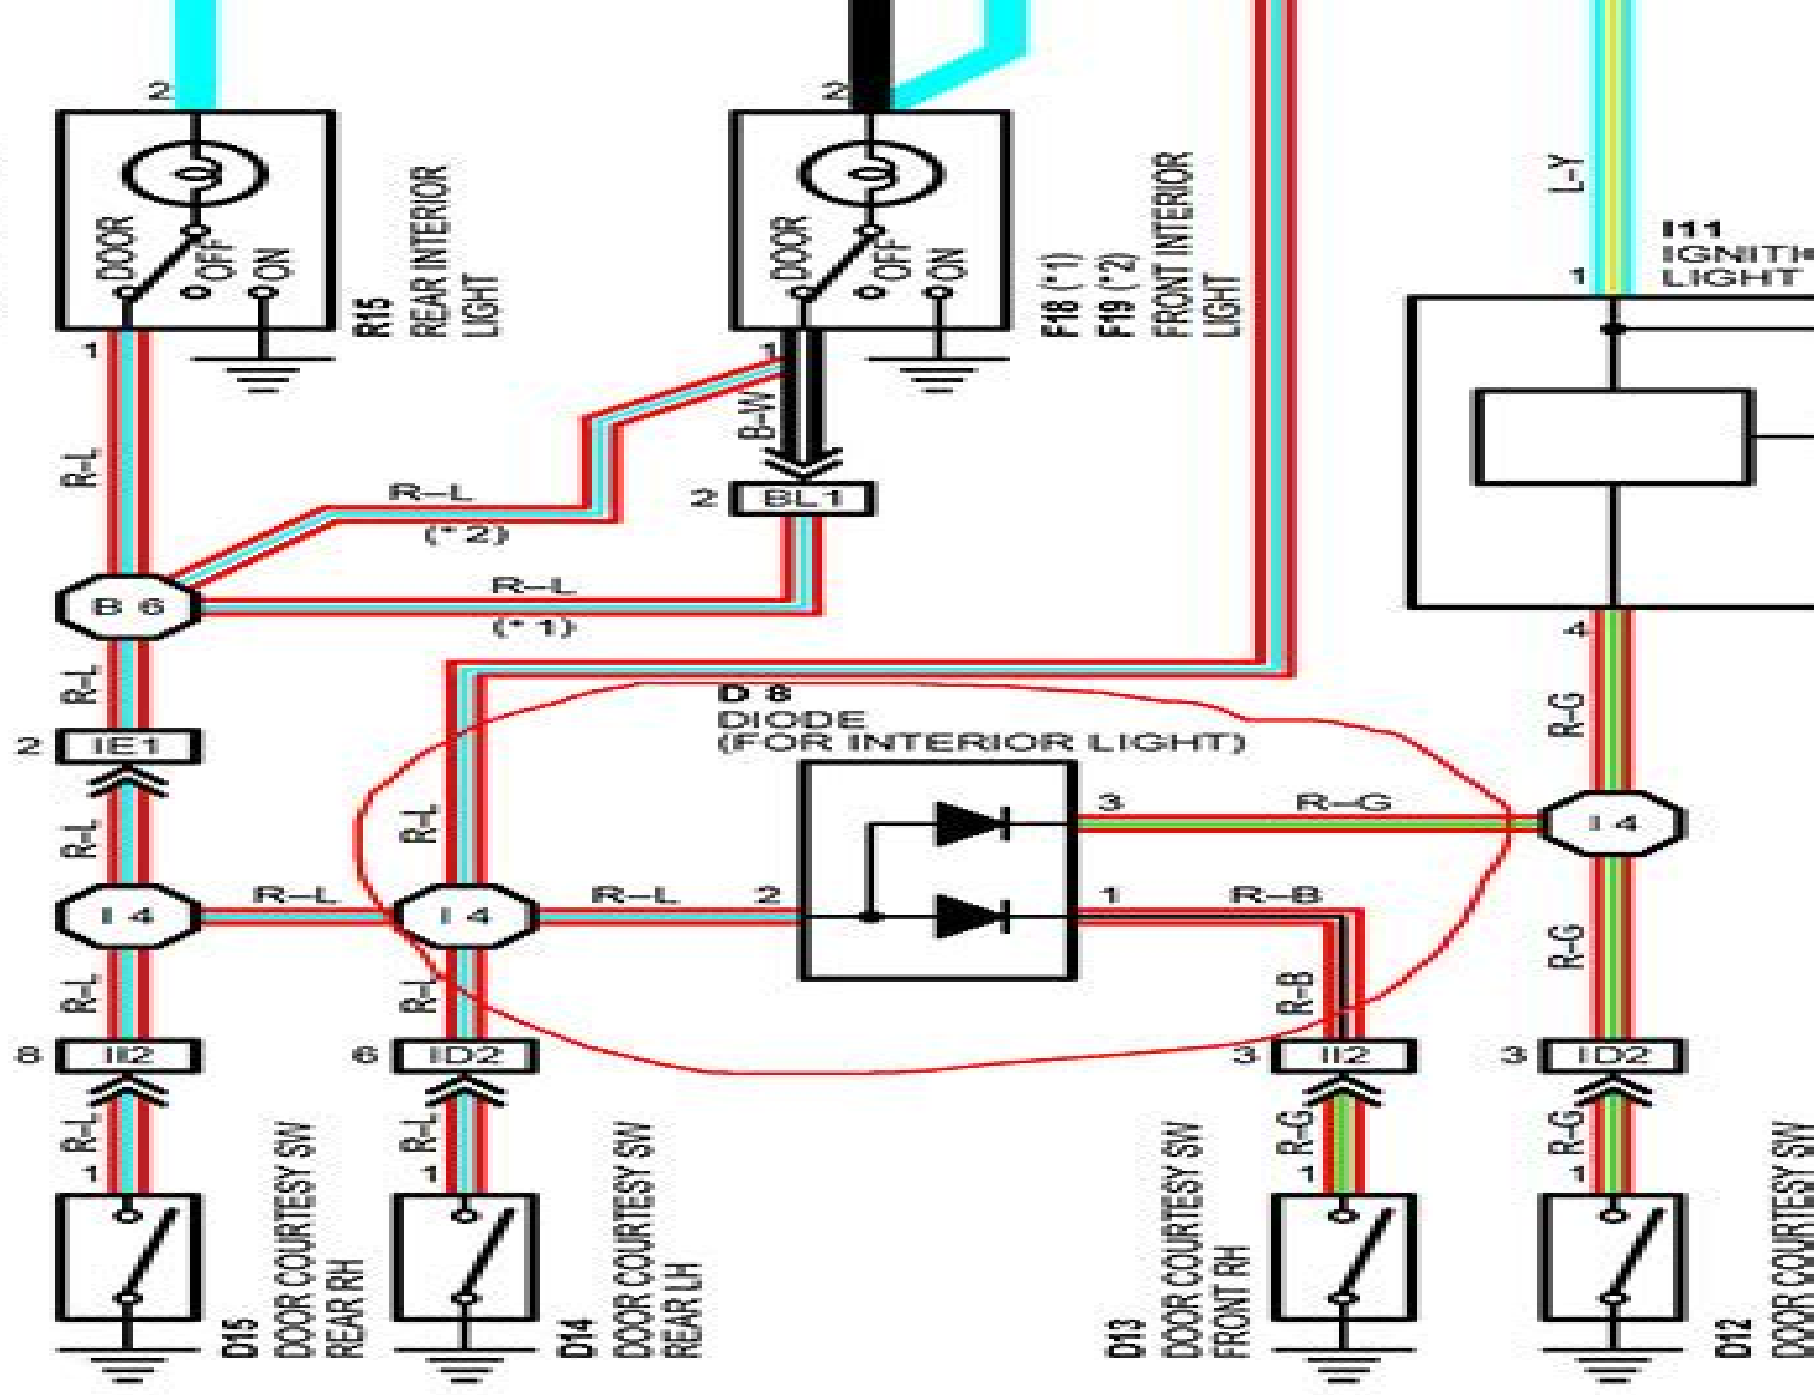 2
2
DOOR
OFF
ON
R15
REAR INTERIOR
LIGHT
DOOR
OFF
ON
F18 (*1)
F19 (*2)
FRONT INTERIOR
LIGHT
L-Y
1
I11
LIGHT
1
R-L
1
B-W
R-L
(*2)
2
BL1
B 6
R-L
(*1)
4
R-L
R-G
2
IE1
D 8
DIODE
(FOR INTERIOR LIGHT)
R-L
R-L
3
R-G
I 4
I 4
R-L
I 4
R-L
2
1
R-B
R-L
R-L
R-B
R-G
8
II2
6
ID2
3
II2
3
ID2
R-L
1
R-L
1
R-G
1
R-G
1
D15
DOOR COURTESY SW
REAR RH
D14
DOOR COURTESY SW
REAR LH
D13
DOOR COURTESY SW
FRONT RH
D12
DOOR COURTESY SW